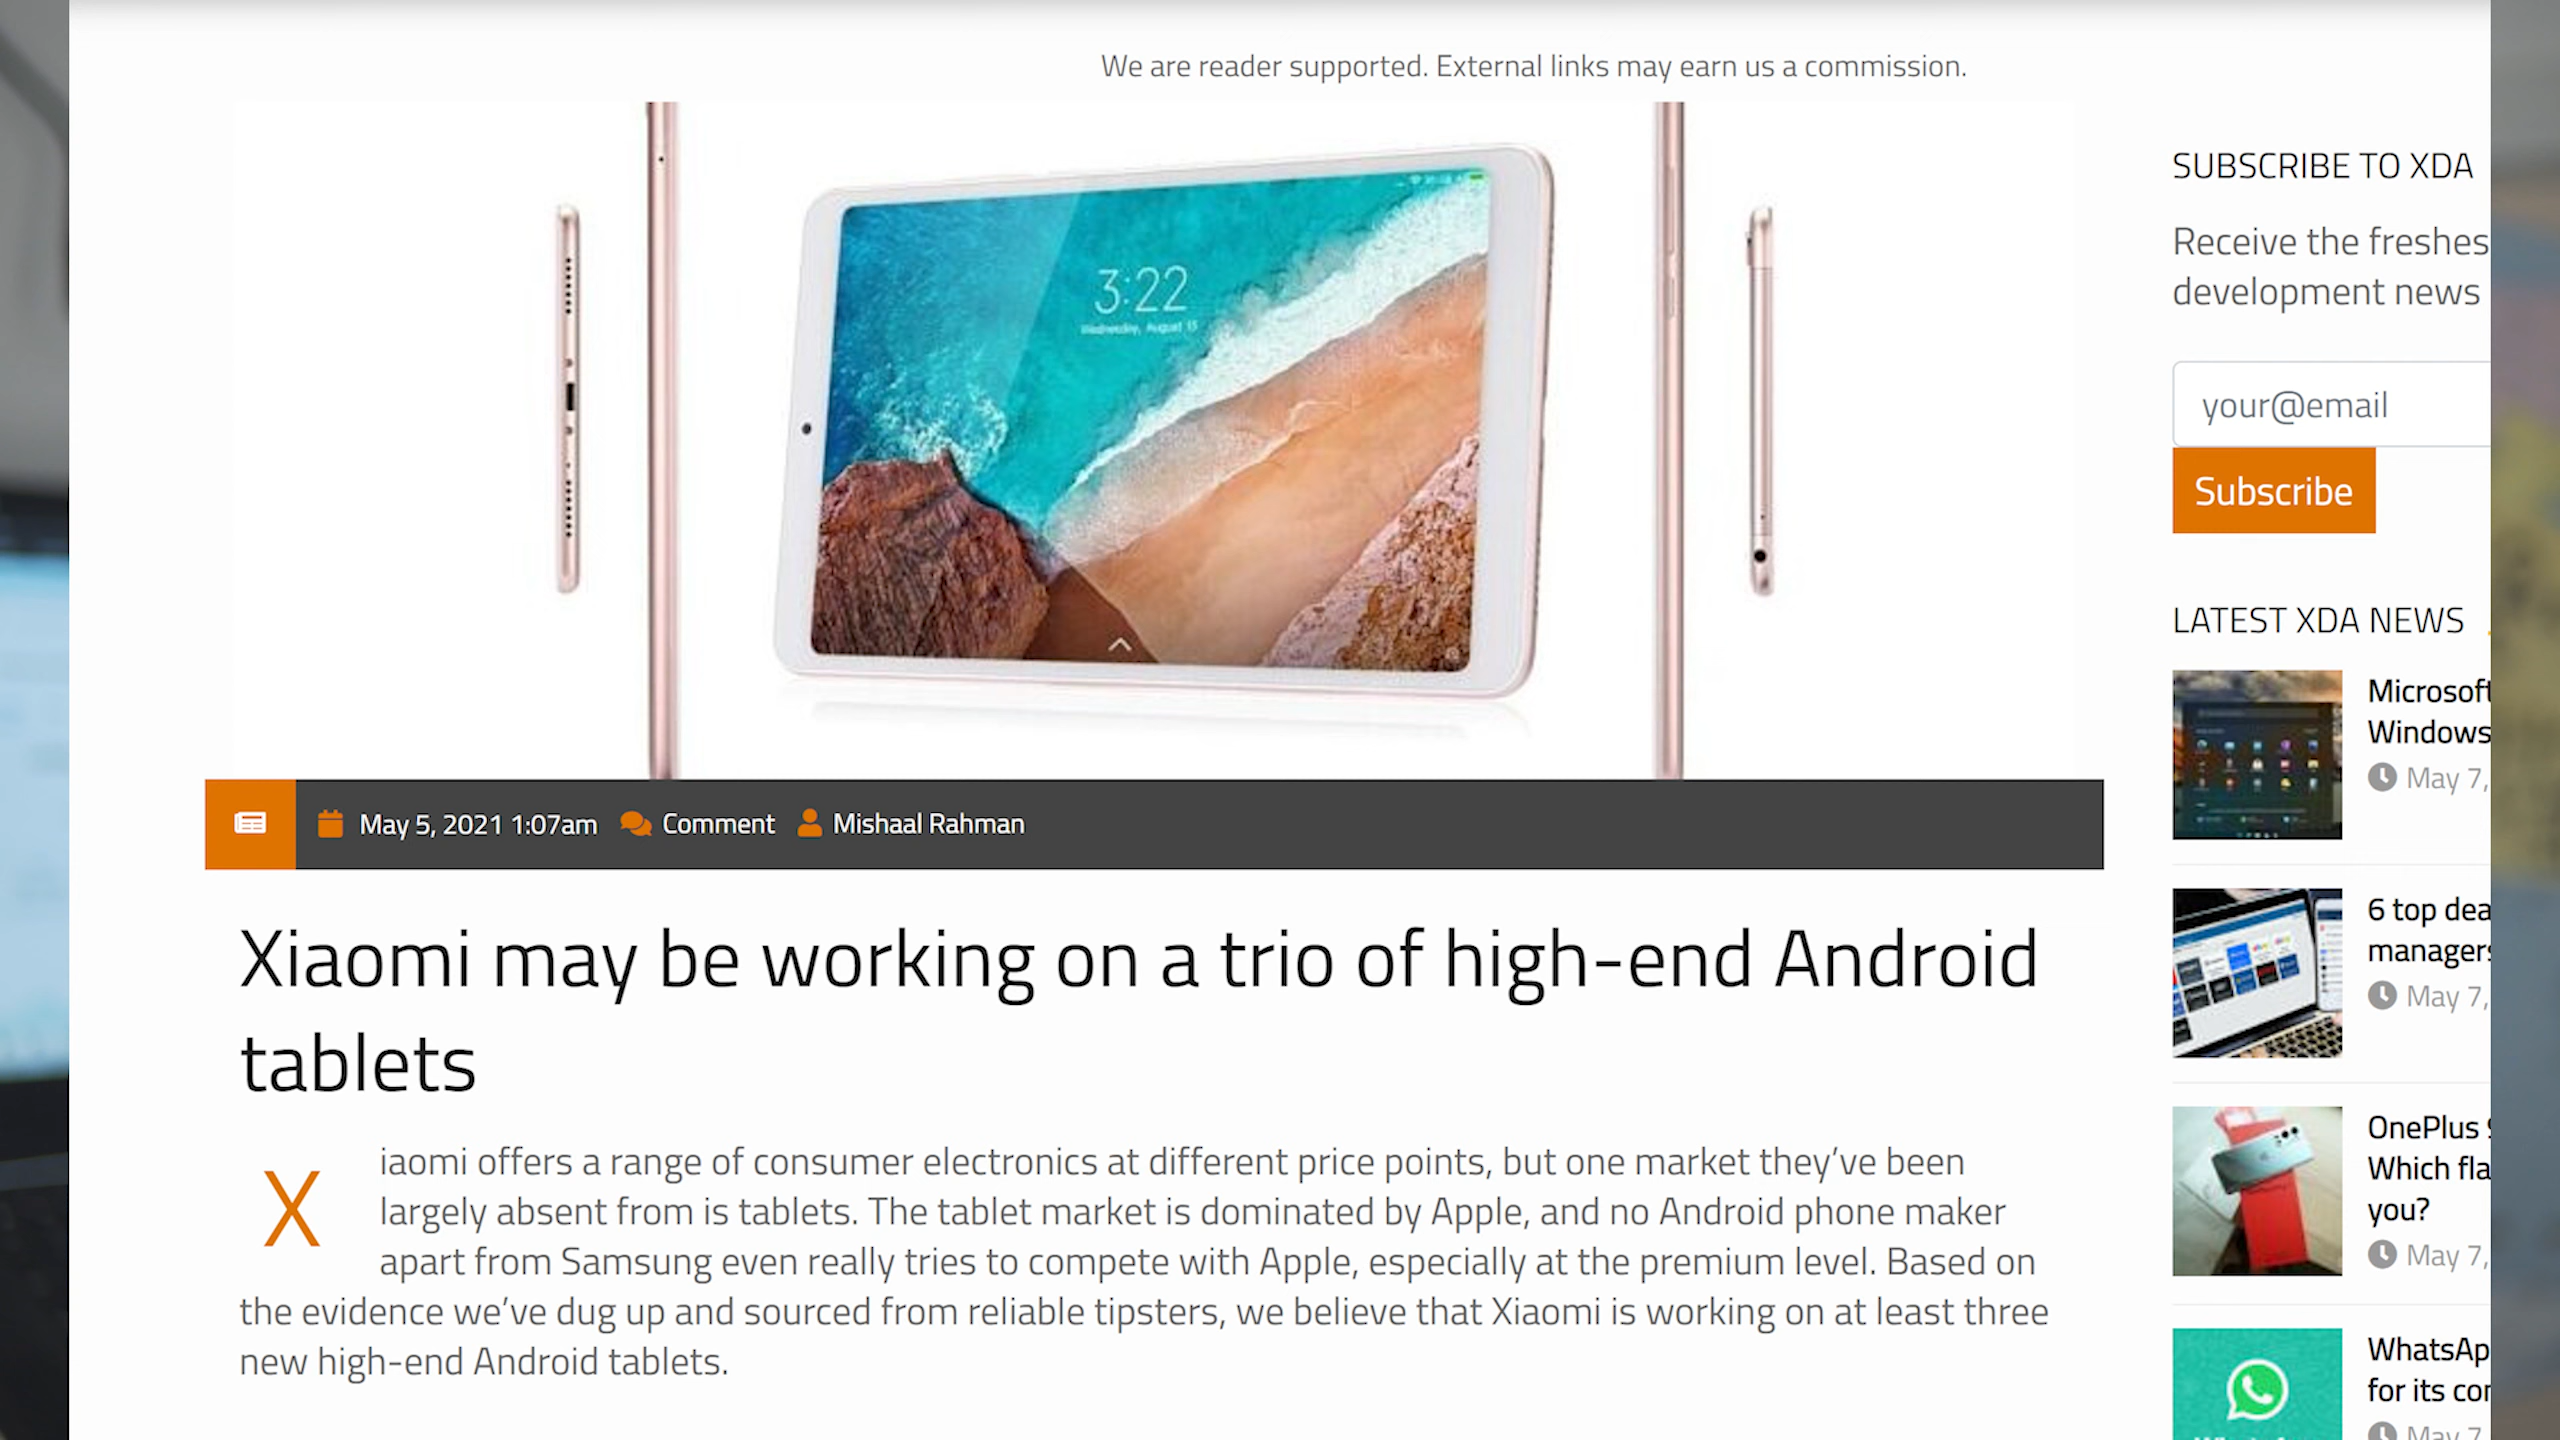 We are reader supported. External links may earn us a commission.
3:22
Wednesday, August 15
May 5, 2021 1:07am Comment Mishaal Rahman
Xiaomi may be working on a trio of high-end Android
tablets
Xiaomi offers a range of consumer electronics at different price points, but one market they've been
largely absent from is tablets. The tablet market is dominated by Apple, and no Android phone maker
apart from Samsung even really tries to compete with Apple, especially at the premium level. Based on
the evidence we've dug up and sourced from reliable tipsters, we believe that Xiaomi is working on at least three
new high-end Android tablets.
SUBSCRIBE TO XDA
Receive the freshes
development news
your@email
Subscribe
LATEST XDA NEWS
Microsoft
Windows
May 7,
6 top dea
managers
May 7,
OnePlus 9
Which fla
you?
May 7,
WhatsAp
for its cor
May 7